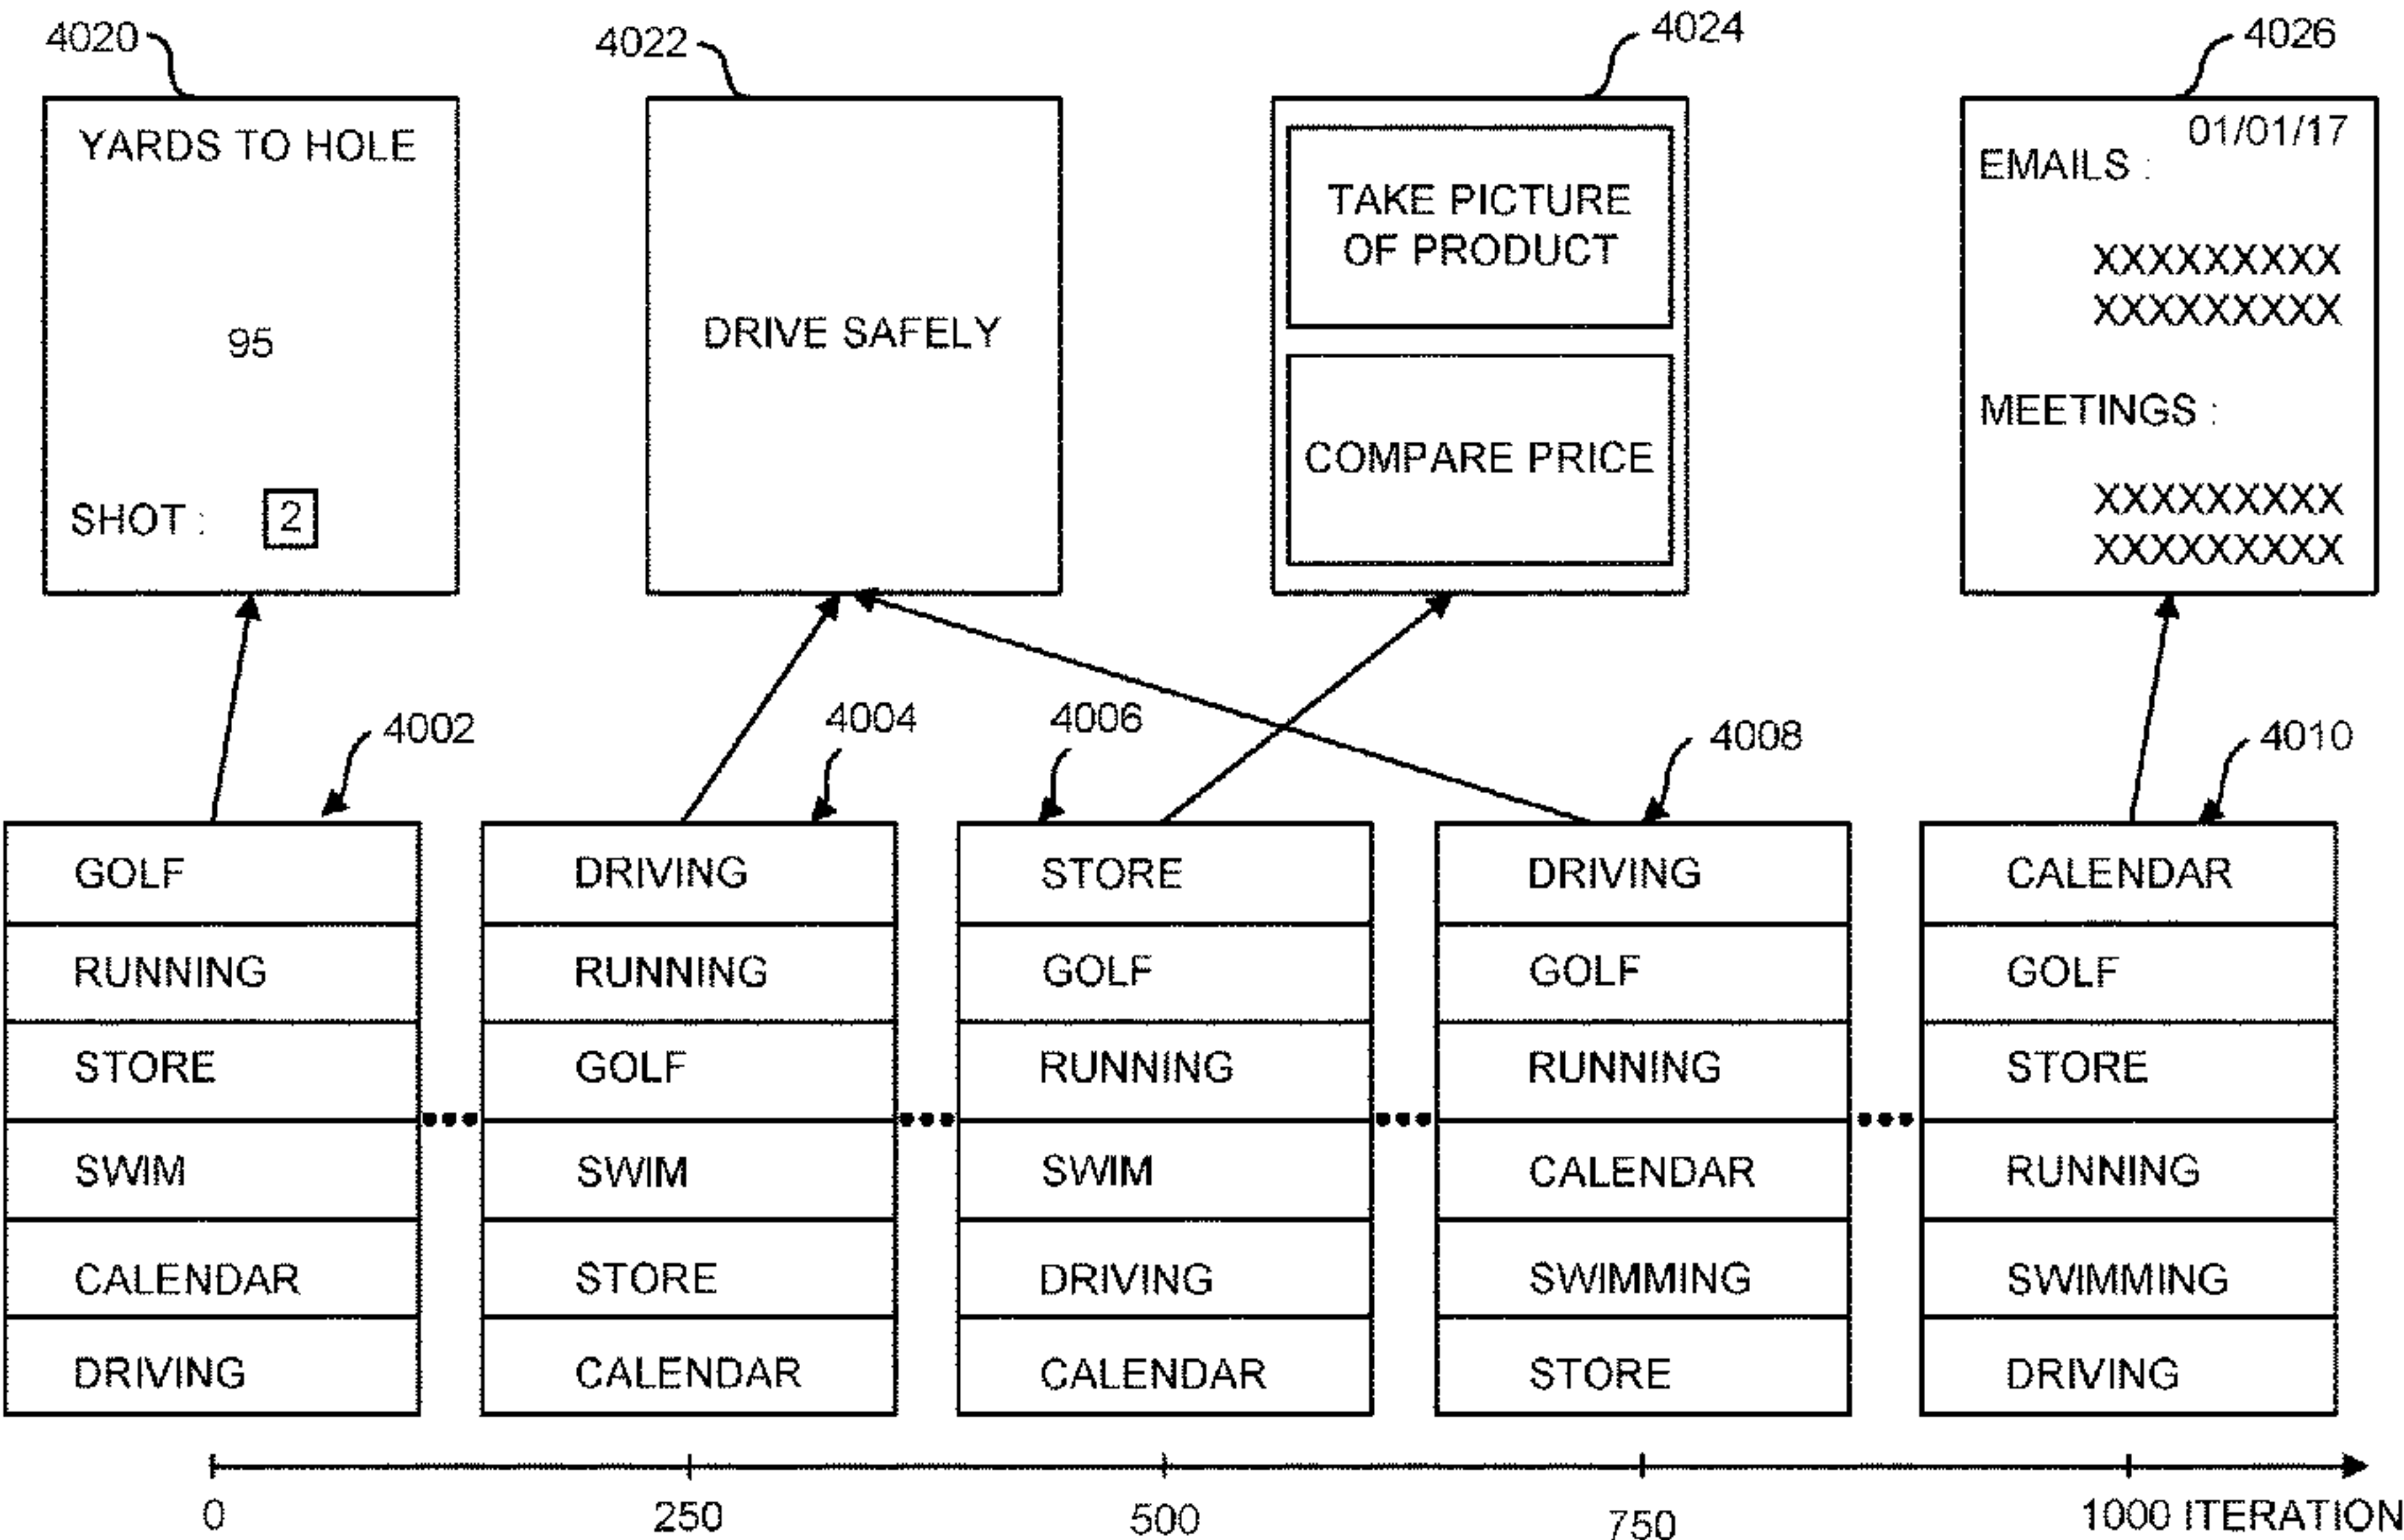 4020
4022
4024
4026
YARDS TO HOLE
95
SHOT : 2
DRIVE SAFELY
TAKE PICTURE
OF PRODUCT
COMPARE PRICE
01/01/17
EMAILS :
XXXXXXXXX
XXXXXXXXX
MEETINGS :
XXXXXXXXX
XXXXXXXXX
4002
4004
4006
4008
4010
GOLF
RUNNING
STORE
SWIM
CALENDAR
DRIVING
DRIVING
RUNNING
GOLF
SWIM
STORE
CALENDAR
STORE
GOLF
RUNNING
SWIM
DRIVING
CALENDAR
DRIVING
GOLF
RUNNING
CALENDAR
SWIMMING
STORE
CALENDAR
GOLF
STORE
RUNNING
SWIMMING
DRIVING
0 250 500 750 1000 ITERATION